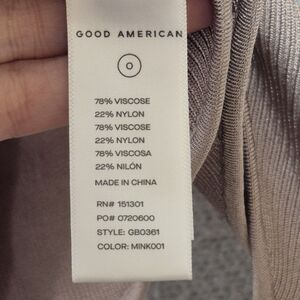 GOOD AMERICAN
0
78% VISCOSE
22% NYLON
78% VISCOSE
22% NYLON
78% VISCOSA
22% NILÓN
MADE IN CHINA
RN# 151301
PO# 0720600
STYLE: GB0361
COLOR: MINK001